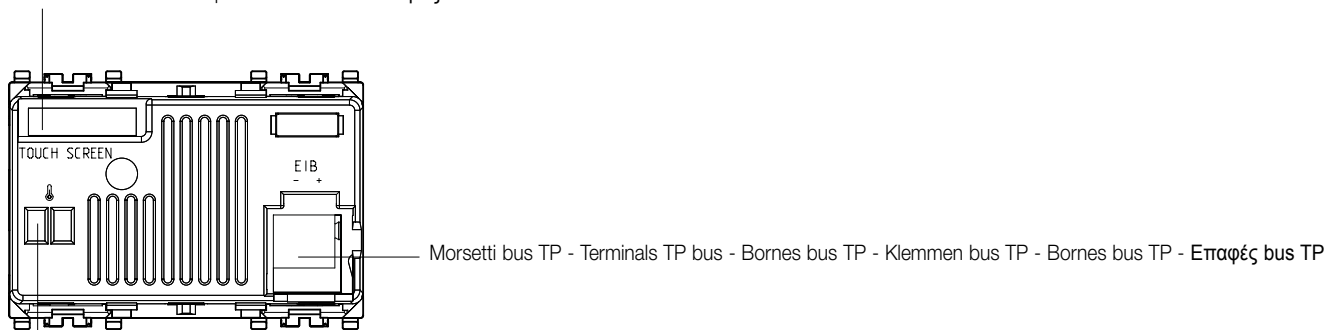 TOUCH SCREEN
EIB
- +
Morsetti bus TP - Terminals TP bus - Bornes bus TP - Klemmen bus TP - Bornes bus TP - Επαφές bus TP